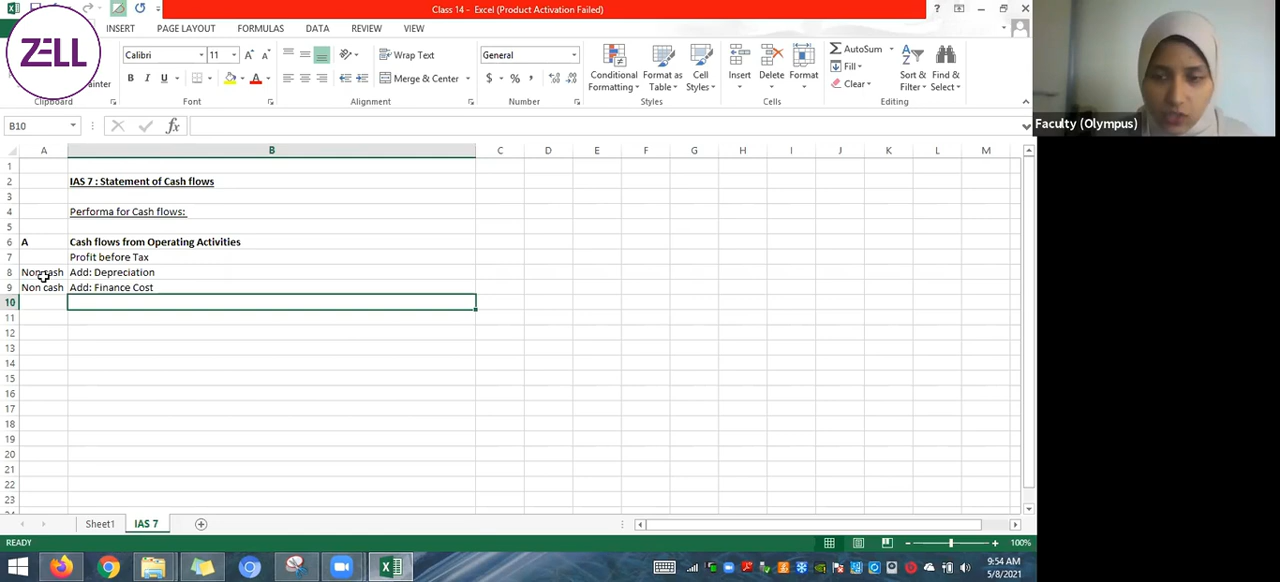 Class 14 - Excel (Product Activation Failed)
ZELL
INSERT PAGE LAYOUT FORMULAS DATA REVIEW VIEW
Calibri 11 Wrap Text General AutoSum
Fill
B I U Merge & Center $ % Conditional Formatting Format as Table Cell Styles Insert Delete Format Clear Sort & Filter Find & Select
Clipboard Font Alignment Number Styles Cells Editing
Faculty (Olympus)
B10 fx
A B C D E F G H I J K L M
1
2 IAS 7 : Statement of Cash flows
3
4 Performa for Cash flows:
5
6 A Cash flows from Operating Activities
7 Profit before Tax
8 Non cash Add: Depreciation
9 Non cash Add: Finance Cost
10
11
12
13
14
15
16
17
18
19
20
21
22
23
Sheet1 IAS 7
READY 100%
9:54 AM
5/8/2021